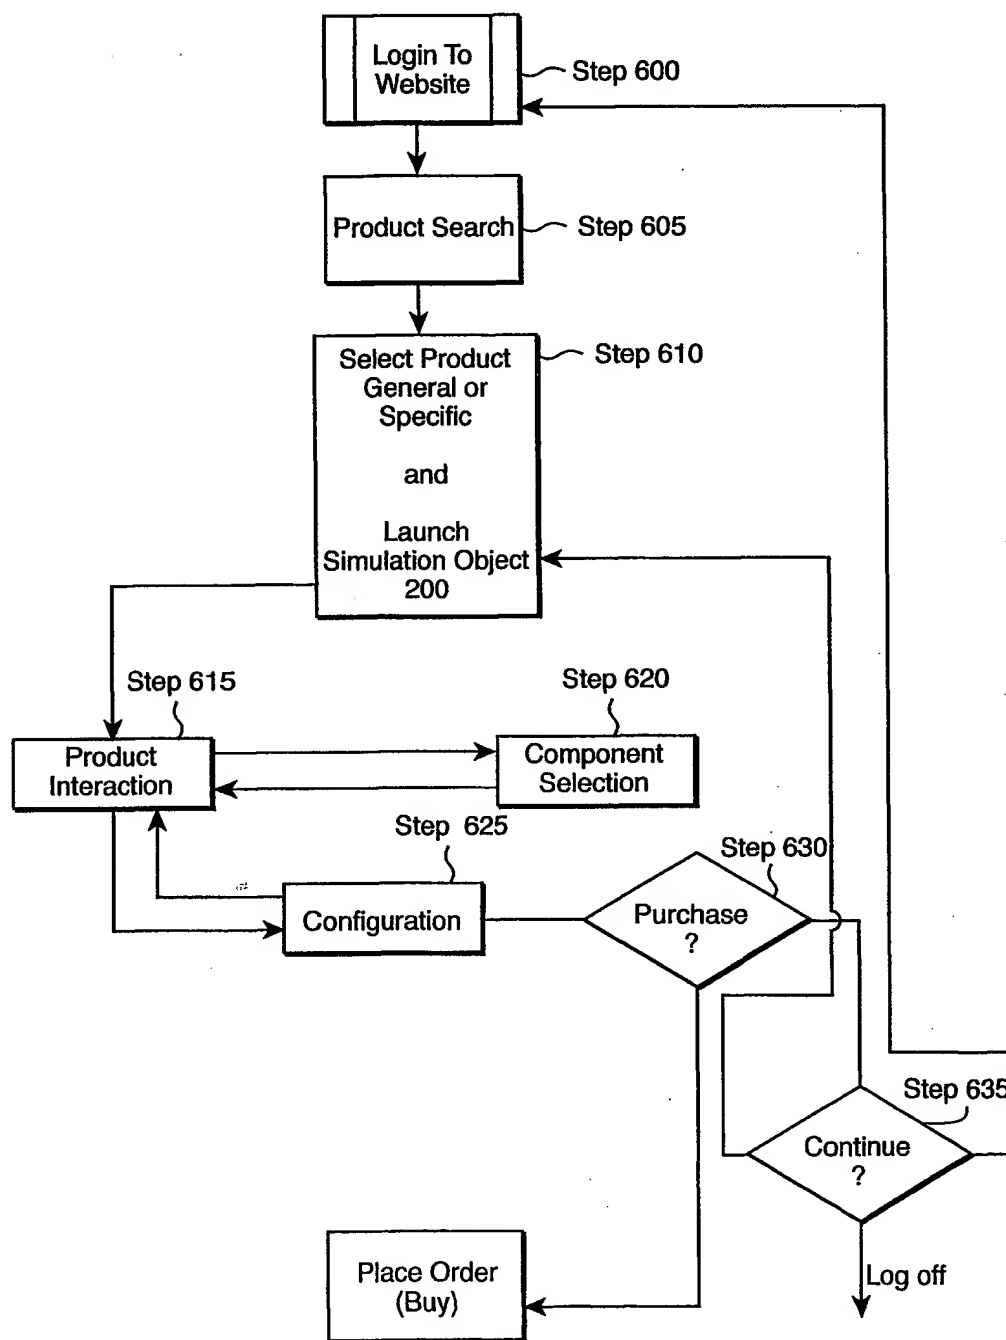 Login To
Website
Step 600
Product Search
Step 605
Select Product
General or
Specific
and
Launch
Simulation Object
200
Step 610
Step 615
Product
Interaction
Step 620
Component
Selection
Step 625
Configuration
Step 630
Purchase
?
Step 635
Continue
?
Log off
Place Order
(Buy)